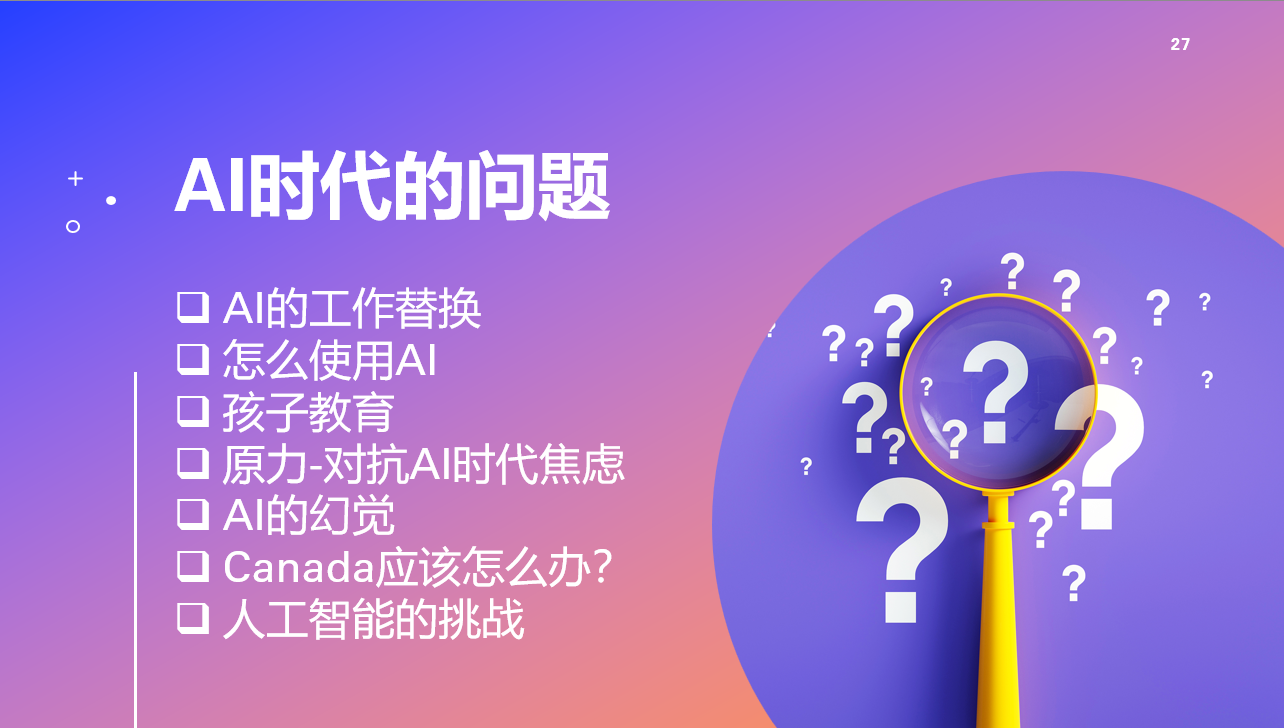 27
AI时代的问题
AI的工作替换
怎么使用AI
孩子教育
原力-对抗AI时代焦虑
AI的幻觉
Canada应该怎么办?
人工智能的挑战